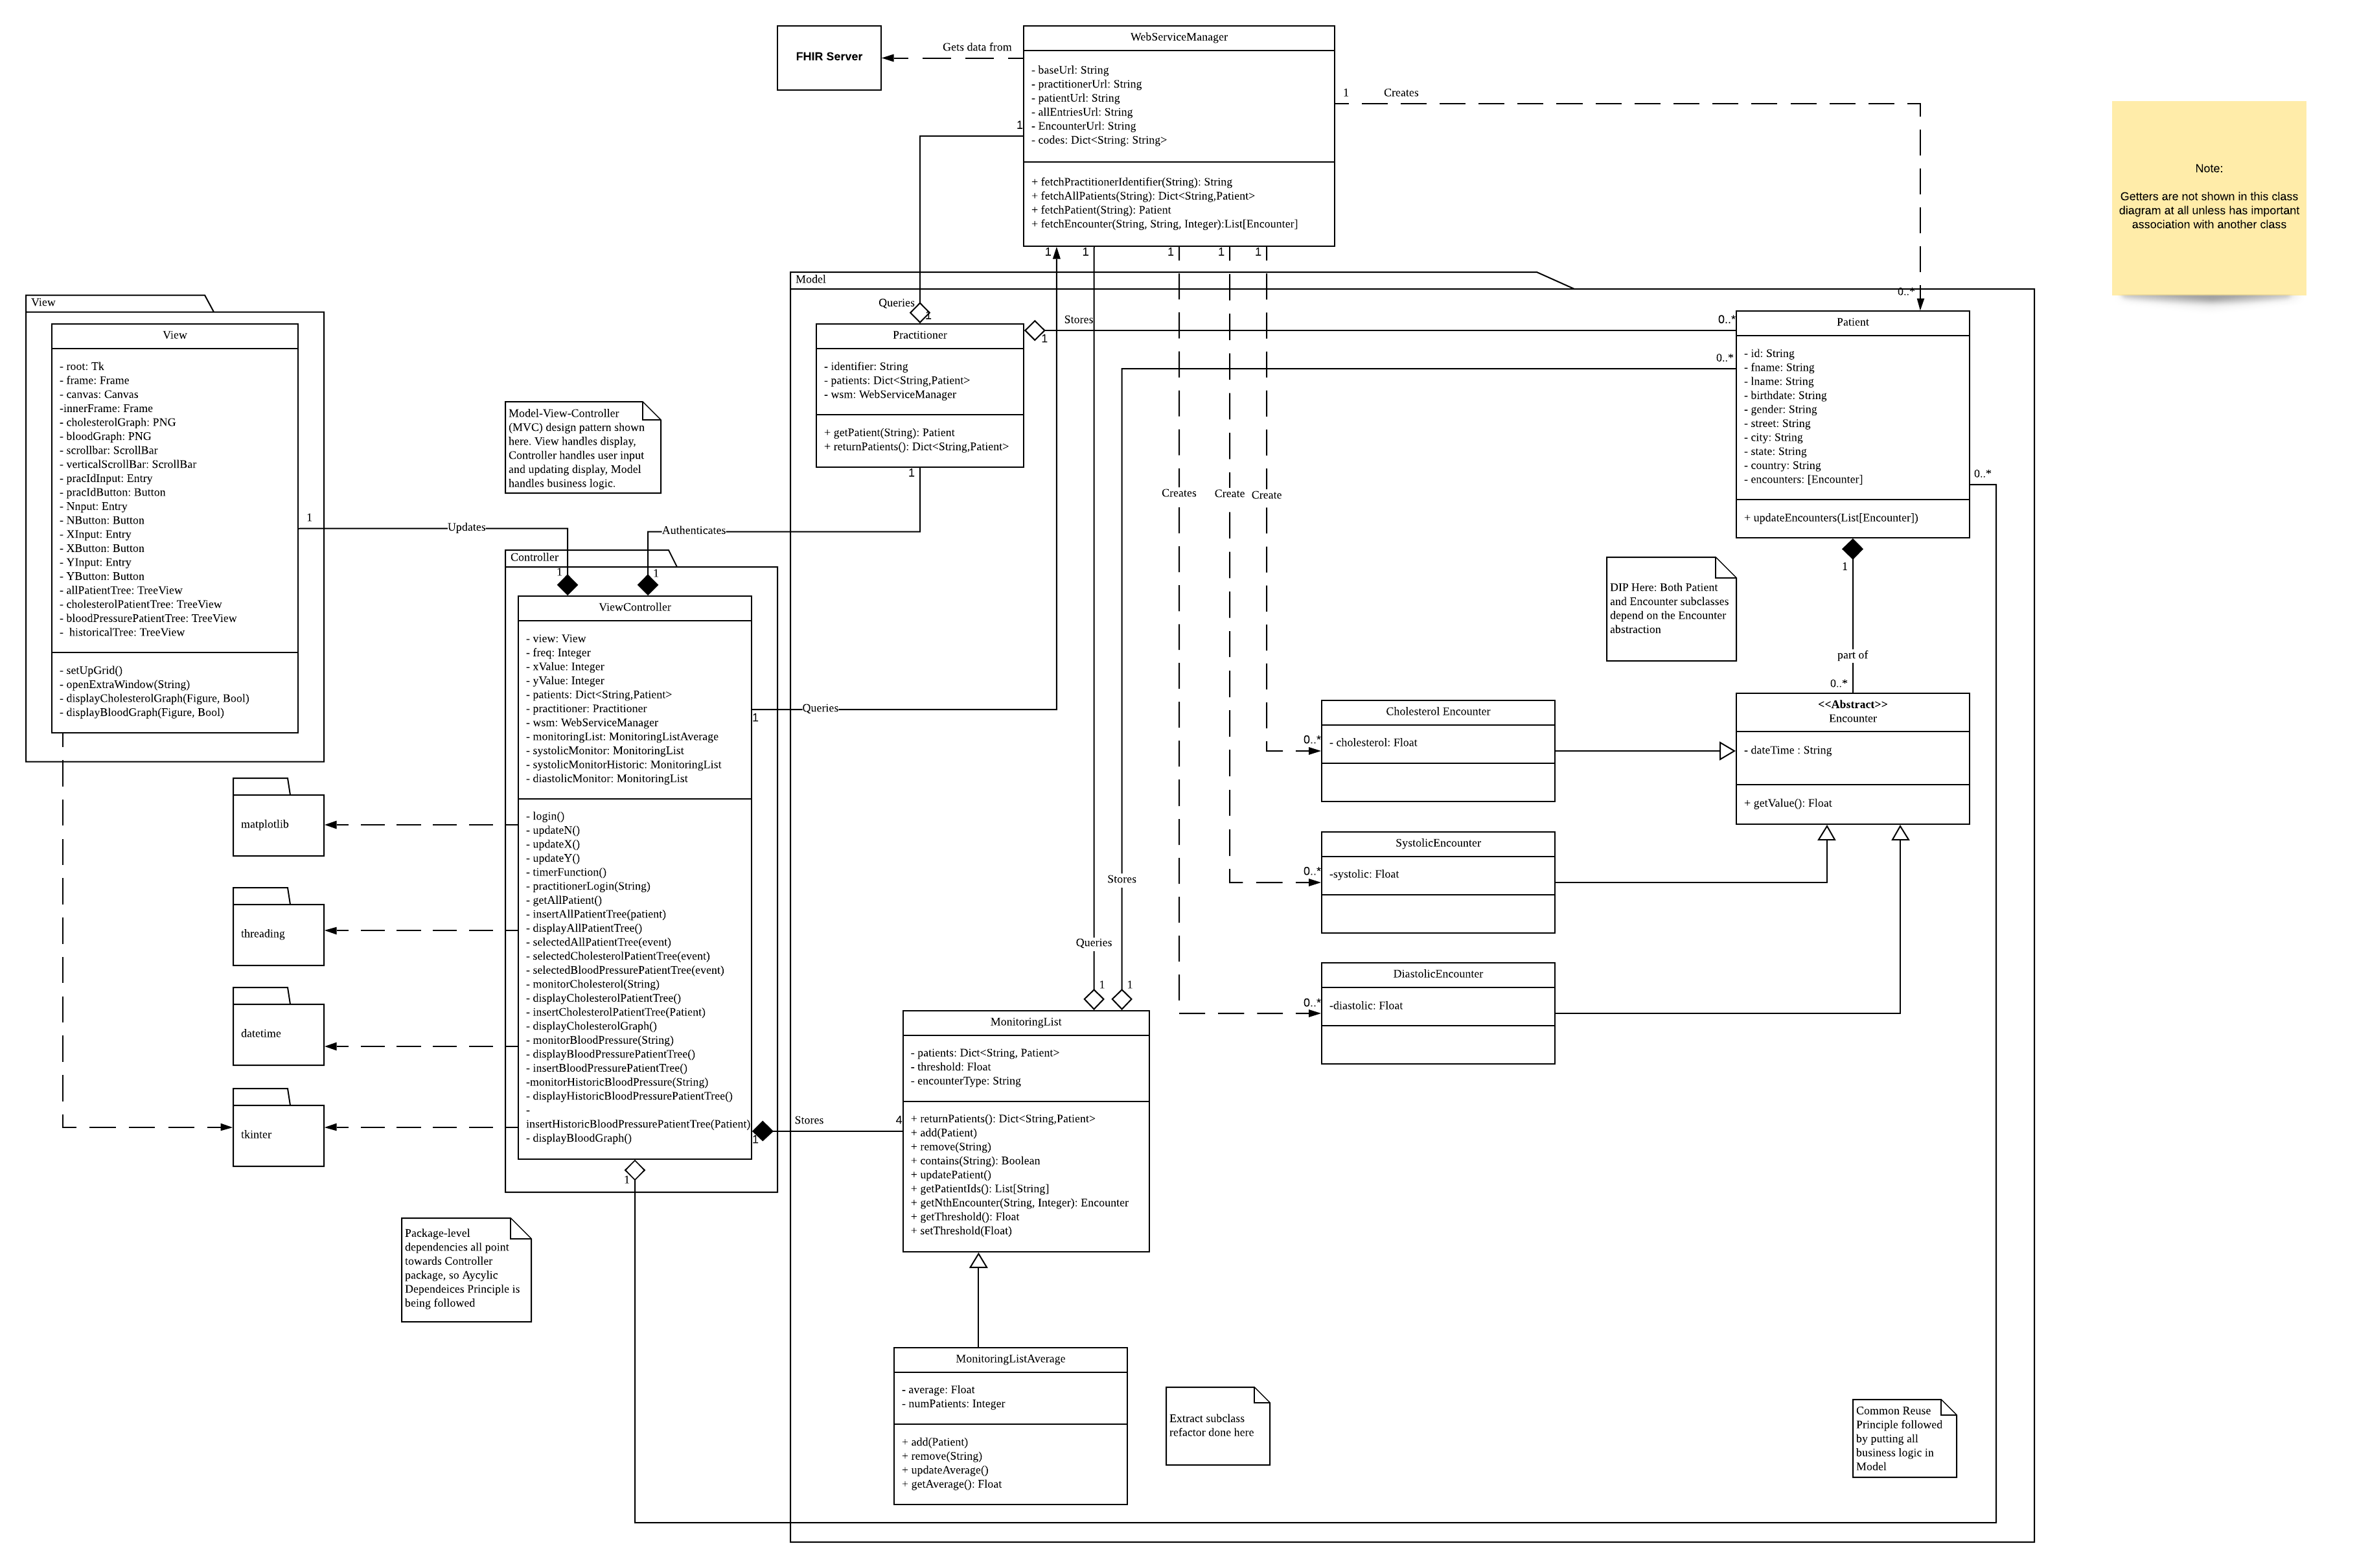 FHIR Server
Gets data from
WebServiceManager
- baseUrl: String
- practitionerUrl: String
- patientUrl: String
- allEntriesUrl: String
- EncounterUrl: String
- codes: Dict<String: String>
+ fetchPractitionerIdentifier(String): String
+ fetchAllPatients(String): Dict<String,Patient>
+ fetchPatient(String): Patient
+ fetchEncounter(String, String, Integer):List[Encounter]
1
1
Creates
1
1
1
1
1
0..*
Note:
Getters are not shown in this class
diagram at all unless has important
association with another class
Model
View
View
- root: Tk
- frame: Frame
- canvas: Canvas
-innerFrame: Frame
- cholesterolGraph: PNG
- bloodGraph: PNG
- scrollbar: ScrollBar
- verticalScrollBar: ScrollBar
- pracIdInput: Entry
- pracIdButton: Button
- Nnput: Entry
- NButton: Button
- XInput: Entry
- XButton: Button
- YInput: Entry
- YButton: Button
- allPatientTree: TreeView
- cholesterolPatientTree: TreeView
- bloodPressurePatientTree: TreeView
-  historicalTree: TreeView
- setUpGrid()
- openExtraWindow(String)
- displayCholesterolGraph(Figure, Bool)
- displayBloodGraph(Figure, Bool)
1
Updates
Model-View-Controller
(MVC) design pattern shown
here. View handles display,
Controller handles user input
and updating display, Model
handles business logic.
Queries
1
Practitioner
- identifier: String
- patients: Dict<String,Patient>
- wsm: WebServiceManager
+ getPatient(String): Patient
+ returnPatients(): Dict<String,Patient>
1
Authenticates
1
Stores
0..*
0..*
Patient
- id: String
- fname: String
- lname: String
- birthdate: String
- gender: String
- street: String
- city: String
- state: String
- country: String
- encounters: [Encounter]
+ updateEncounters(List[Encounter])
0..*
1
part of
0..*
Creates
Create
Create
DIP Here: Both Patient
and Encounter subclasses
depend on the Encounter
abstraction
Controller
1
1
ViewController
- view: View
- freq: Integer
- xValue: Integer
- yValue: Integer
- patients: Dict<String,Patient>
- practitioner: Practitioner
- wsm: WebServiceManager
- monitoringList: MonitoringListAverage
- systolicMonitor: MonitoringList
- systolicMonitorHistoric: MonitoringList
- diastolicMonitor: MonitoringList
- login()
- updateN()
- updateX()
- updateY()
- timerFunction()
- practitionerLogin(String)
- getAllPatient()
- insertAllPatientTree(patient)
- displayAllPatientTree()
- selectedAllPatientTree(event)
- selectedCholesterolPatientTree(event)
- selectedBloodPressurePatientTree(event)
- monitorCholesterol(String)
- displayCholesterolPatientTree()
- insertCholesterolPatientTree(Patient)
- displayCholesterolGraph()
- monitorBloodPressure(String)
- displayBloodPressurePatientTree()
- insertBloodPressurePatientTree()
-monitorHistoricBloodPressure(String)
- displayHistoricBloodPressurePatientTree()
-
insertHistoricBloodPressurePatientTree(Patient)
- displayBloodGraph()
1
Queries
1
Stores
4
1
matplotlib
threading
datetime
tkinter
Cholesterol Encounter
- cholesterol: Float
0..*
<<Abstract>>
Encounter
- dateTime : String
+ getValue(): Float
SystolicEncounter
-systolic: Float
0..*
DiastolicEncounter
-diastolic: Float
0..*
Stores
Queries
1
1
MonitoringList
- patients: Dict<String, Patient>
- threshold: Float
- encounterType: String
+ returnPatients(): Dict<String,Patient>
+ add(Patient)
+ remove(String)
+ contains(String): Boolean
+ updatePatient()
+ getPatientIds(): List[String]
+ getNthEncounter(String, Integer): Encounter
+ getThreshold(): Float
+ setThreshold(Float)
Package-level
dependencies all point
towards Controller
package, so Aycylic
Dependeices Principle is
being followed
MonitoringListAverage
- average: Float
- numPatients: Integer
+ add(Patient)
+ remove(String)
+ updateAverage()
+ getAverage(): Float
Extract subclass
refactor done here
Common Reuse
Principle followed
by putting all
business logic in
Model